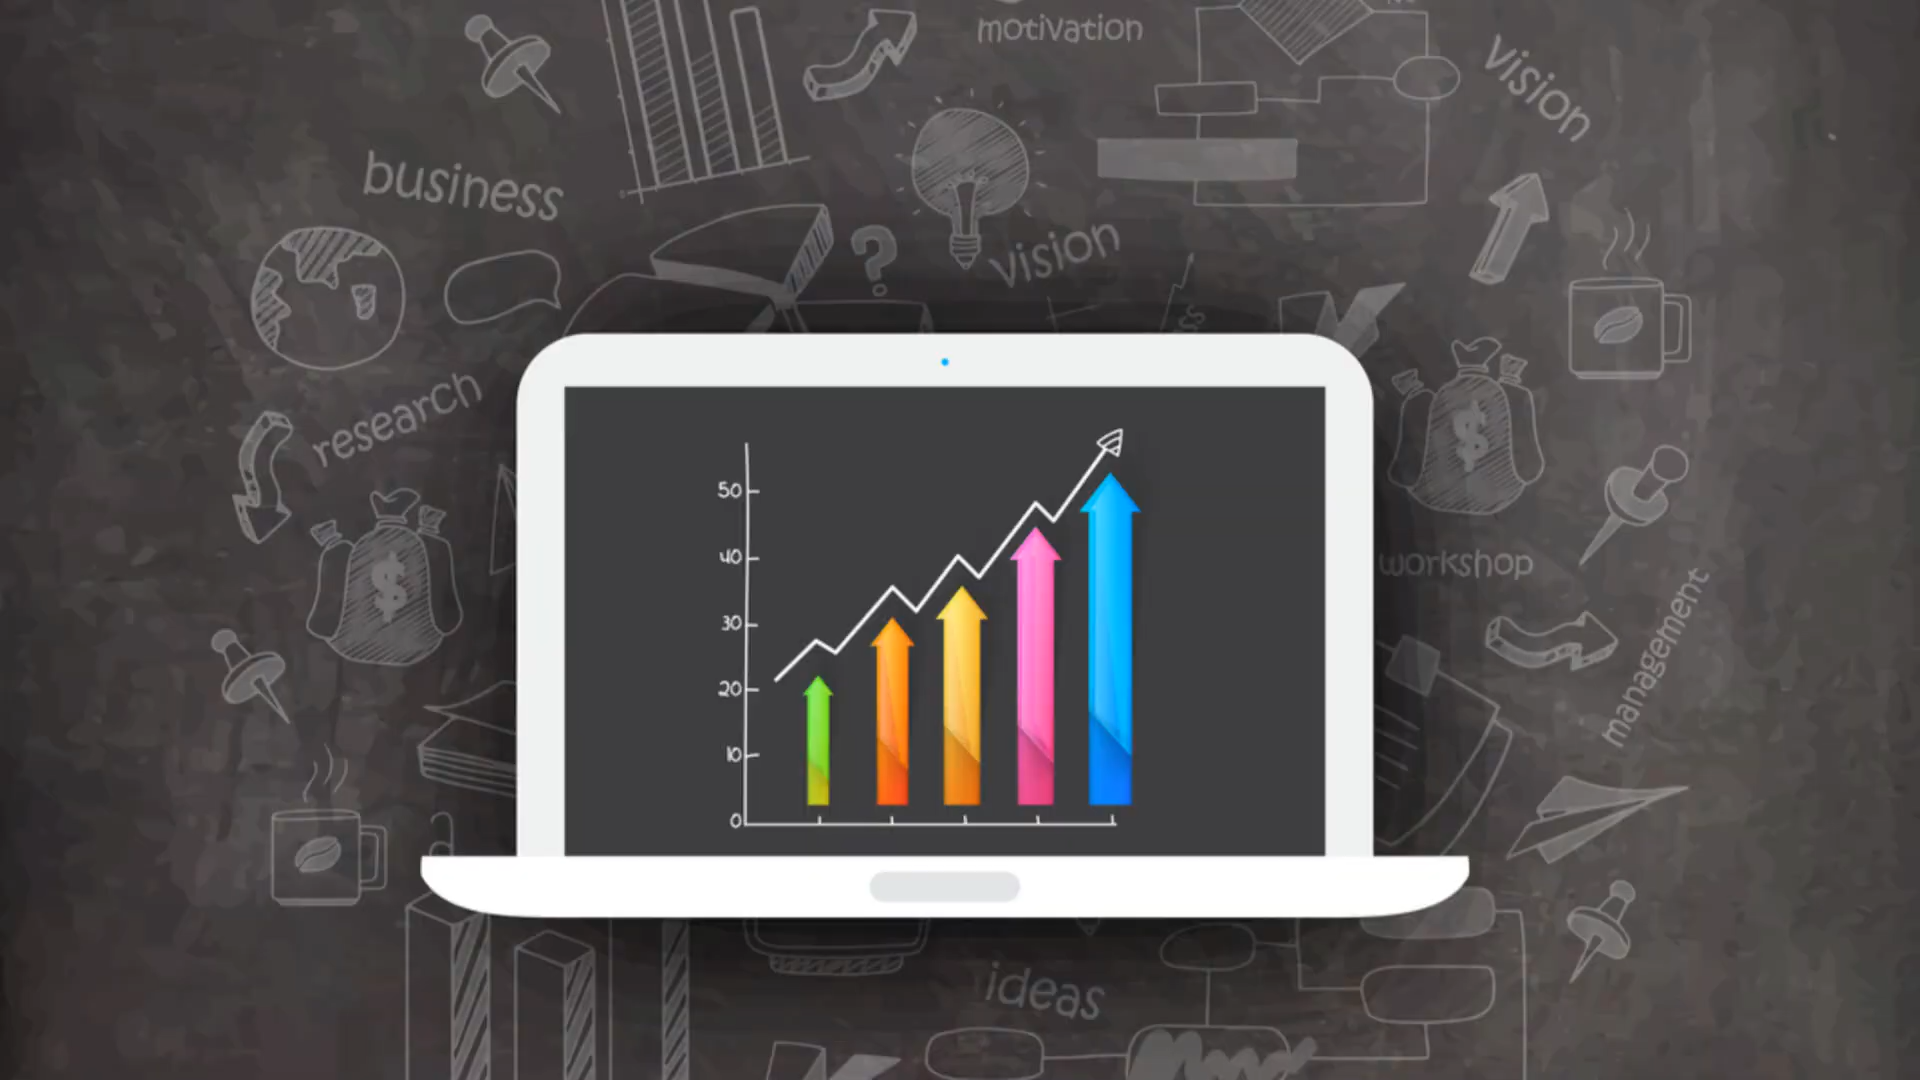 motivation
vision
business
vision
research
$
50
40
30
20
10
0
workshop
management
$
ideas